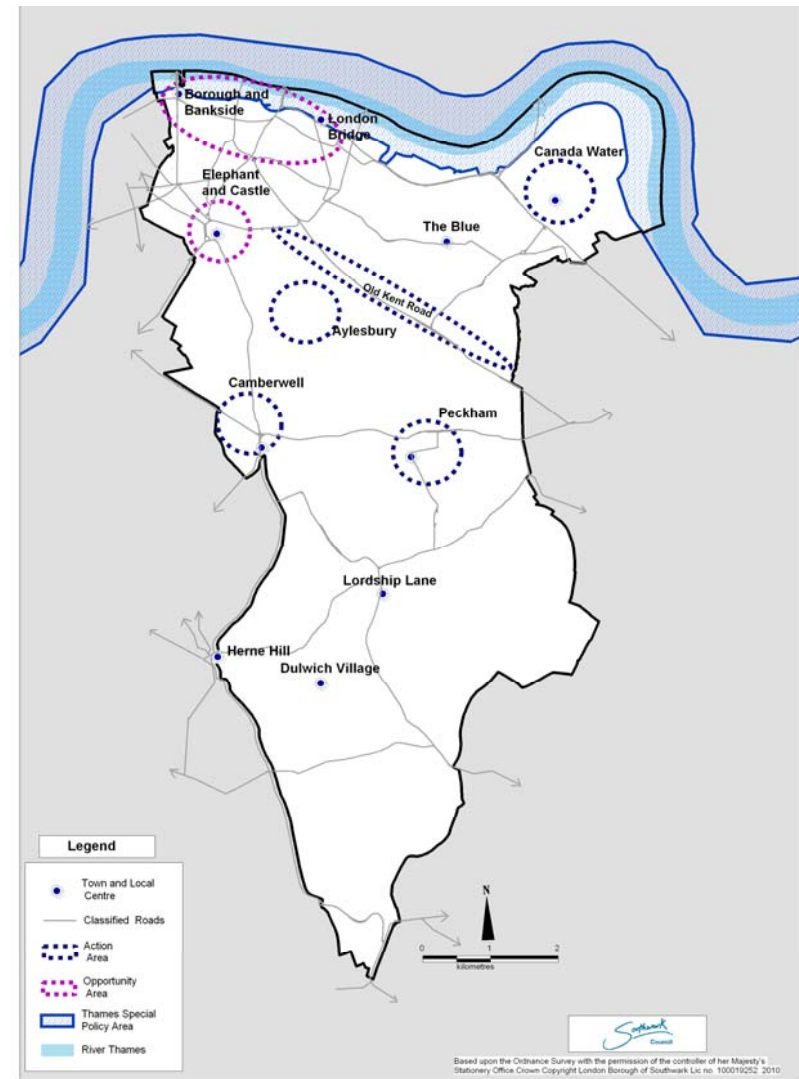 Borough and
Bankside
London
Bridge
Canada Water
Elephant
and Castle
The Blue
Old Kent Road
Aylesbury
Camberwell
Peckham
Lordship Lane
Herne Hill
Dulwich Village
Legend
Town and Local
Centre
Classified Roads
Action
Area
Opportunity
Area
Thames Special
Policy Area
River Thames
N
0 1 2
kilometres
Southwark
Council
Based upon the Ordnance Survey with the permission of the controller of her Majesty's
Stationery Office Crown Copyright London Borough of Southwark Lic no. 100019252 2010